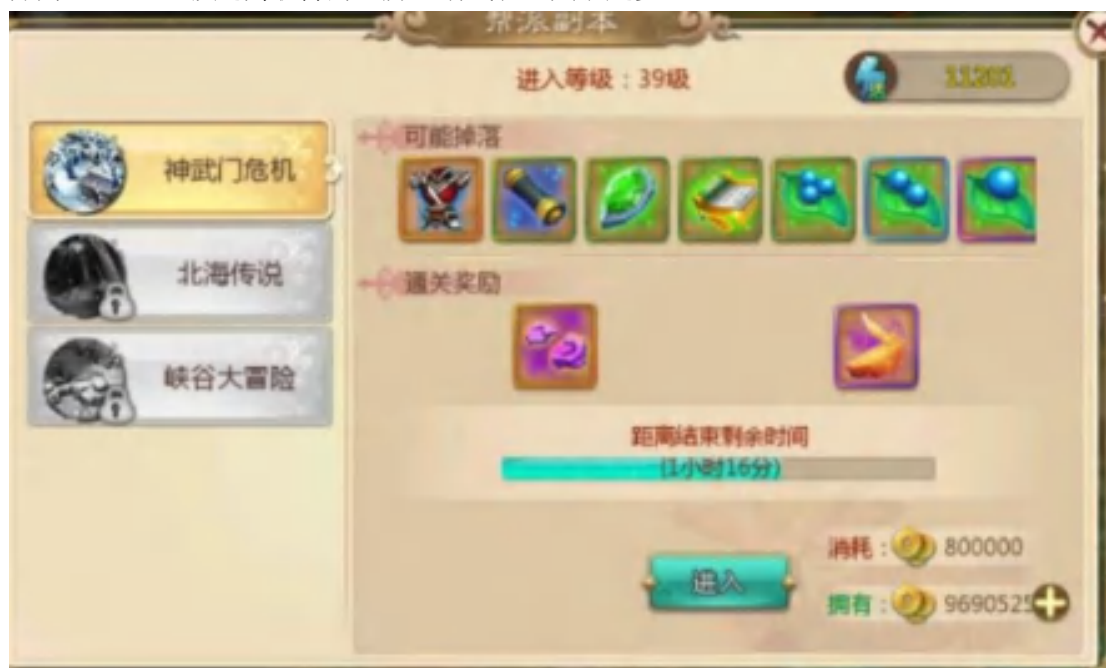 帮派副本
进入等级：39级
11201
神武门危机
北海传说
峡谷大冒险
可能掉落
通关奖励
距离结束剩余时间
(1小时16分)
进入
消耗：800000
拥有：9690525